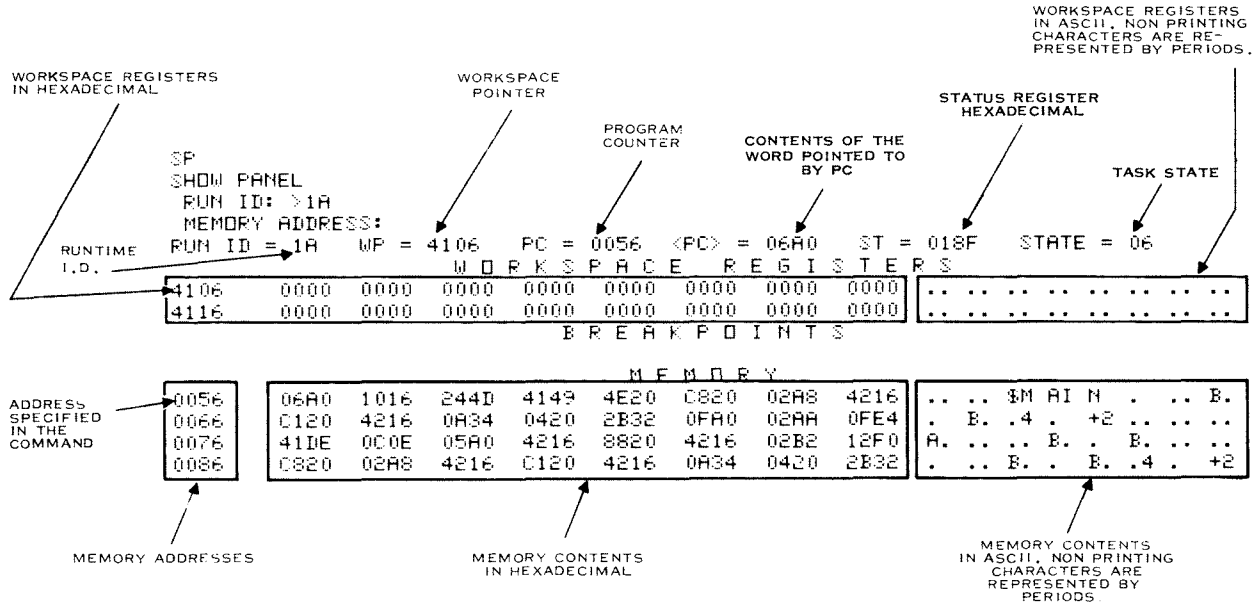 WORKSPACE REGISTERS
IN ASCII, NON PRINTING
CHARACTERS ARE RE-
PRESENTED BY PERIODS.
WORKSPACE REGISTERS
IN HEXADECIMAL
WORKSPACE
POINTER
STATUS REGISTER
HEXADECIMAL
PROGRAM
COUNTER
CONTENTS OF THE
WORD POINTED TO
BY PC
TASK STATE
SP
SHOW PANEL
RUN ID: >1A
MEMORY ADDRESS:
RUN ID = 1A WP = 4106 PC = 0056 <PC> = 06A0 ST = 018F STATE = 06
RUNTIME
I.D.
W O R K S P A C E R E G I S T E R S
4106 0000 0000 0000 0000 0000 0000 0000 0000 .. .. .. .. .. .. .. ..
4116 0000 0000 0000 0000 0000 0000 0000 0000 .. .. .. .. .. .. .. ..
B R E A K P O I N T S
M E M O R Y
ADDRESS
SPECIFIED
IN THE
COMMAND
0056 06A0 1016 244D 4149 4E20 C820 02A8 4216 .. .. $M AI N . .. B.
0066 C120 4216 0A34 0420 2B32 0FA0 02AA 0FE4 . B. .4 . +2 .. .. ..
0076 41DE 0C0E 05A0 4216 8820 4216 02B2 12F0 A. .. .. B. . B. .. ..
0086 C820 02A8 4216 C120 4216 0A34 0420 2B32 . .. B. . B. .4 . +2
MEMORY ADDRESSES
MEMORY CONTENTS
IN HEXADECIMAL
MEMORY CONTENTS
IN ASCII, NON PRINTING
CHARACTERS ARE
REPRESENTED BY
PERIODS.